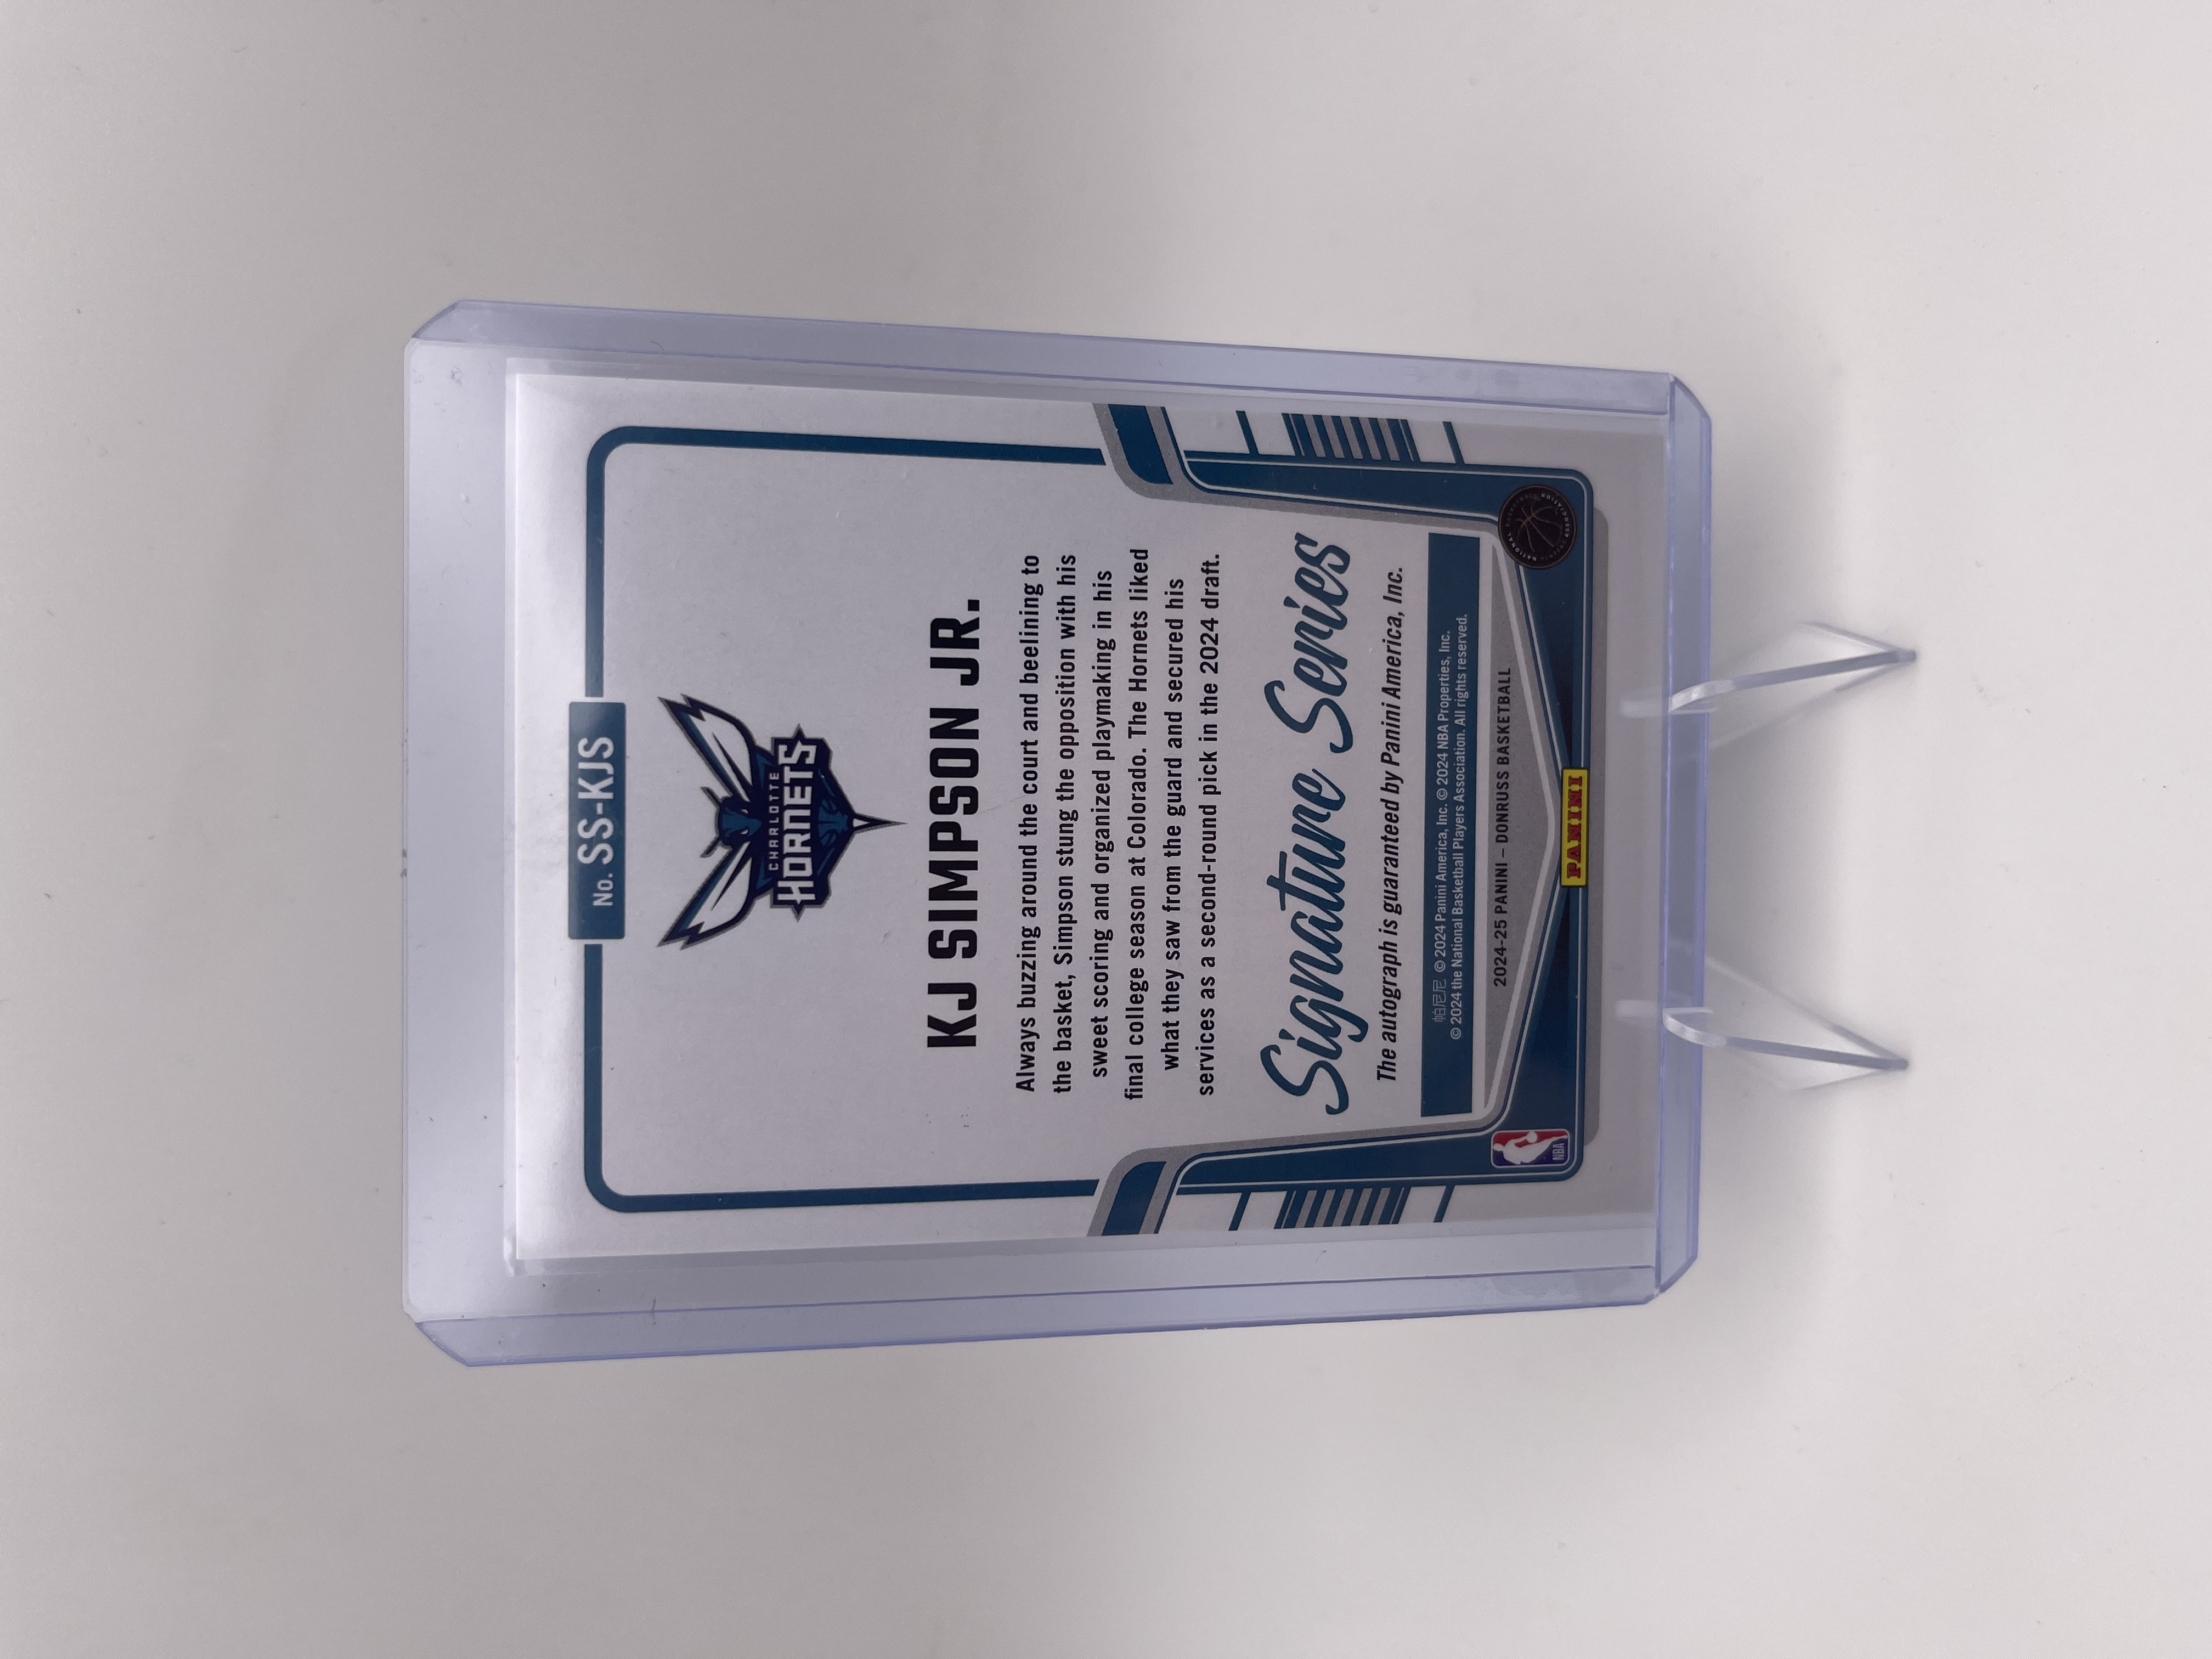 No. SS-KJS
CHARLOTTE
HORNETS
KJ SIMPSON JR.
Always buzzing around the court and beelining to
the basket, Simpson stung the opposition with his
sweet scoring and organized playmaking in his
final college season at Colorado. The Hornets liked
what they saw from the guard and secured his
services as a second-round pick in the 2024 draft.
Signature Series
The autograph is guaranteed by Panini America, Inc.
帕尼尼 © 2024 Panini America, Inc. © 2024 NBA Properties, Inc.
© 2024 the National Basketball Players Association. All rights reserved.
2024-25 PANINI – DONRUSS BASKETBALL
NBA
PANINI
NATIONAL BASKETBALL PLAYERS ASSOCIATION